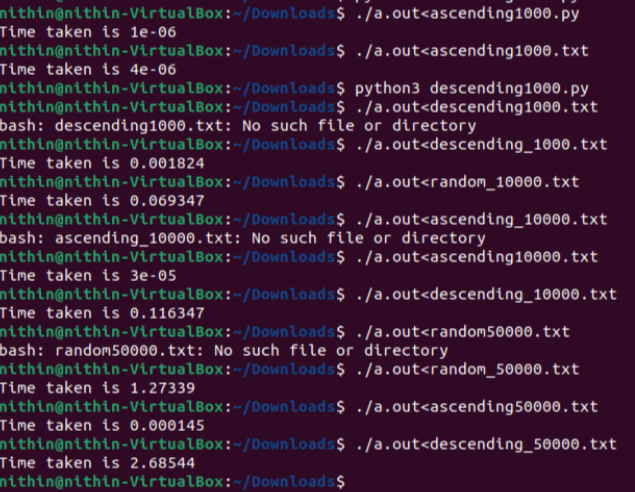 nithin@nithin-VirtualBox:~/Downloads$ ./a.out<ascending1000.py
Time taken is 1e-06
nithin@nithin-VirtualBox:~/Downloads$ ./a.out<ascending1000.txt
Time taken is 4e-06
nithin@nithin-VirtualBox:~/Downloads$ python3 descending1000.py
nithin@nithin-VirtualBox:~/Downloads$ ./a.out<descending1000.txt
bash: descending1000.txt: No such file or directory
nithin@nithin-VirtualBox:~/Downloads$ ./a.out<descending_1000.txt
Time taken is 0.001824
nithin@nithin-VirtualBox:~/Downloads$ ./a.out<random_10000.txt
Time taken is 0.069347
nithin@nithin-VirtualBox:~/Downloads$ ./a.out<ascending_10000.txt
bash: ascending_10000.txt: No such file or directory
nithin@nithin-VirtualBox:~/Downloads$ ./a.out<ascending10000.txt
Time taken is 3e-05
nithin@nithin-VirtualBox:~/Downloads$ ./a.out<descending_10000.txt
Time taken is 0.116347
nithin@nithin-VirtualBox:~/Downloads$ ./a.out<random50000.txt
bash: random50000.txt: No such file or directory
nithin@nithin-VirtualBox:~/Downloads$ ./a.out<random_50000.txt
Time taken is 1.27339
nithin@nithin-VirtualBox:~/Downloads$ ./a.out<ascending50000.txt
Time taken is 0.000145
nithin@nithin-VirtualBox:~/Downloads$ ./a.out<descending_50000.txt
Time taken is 2.68544
nithin@nithin-VirtualBox:~/Downloads$